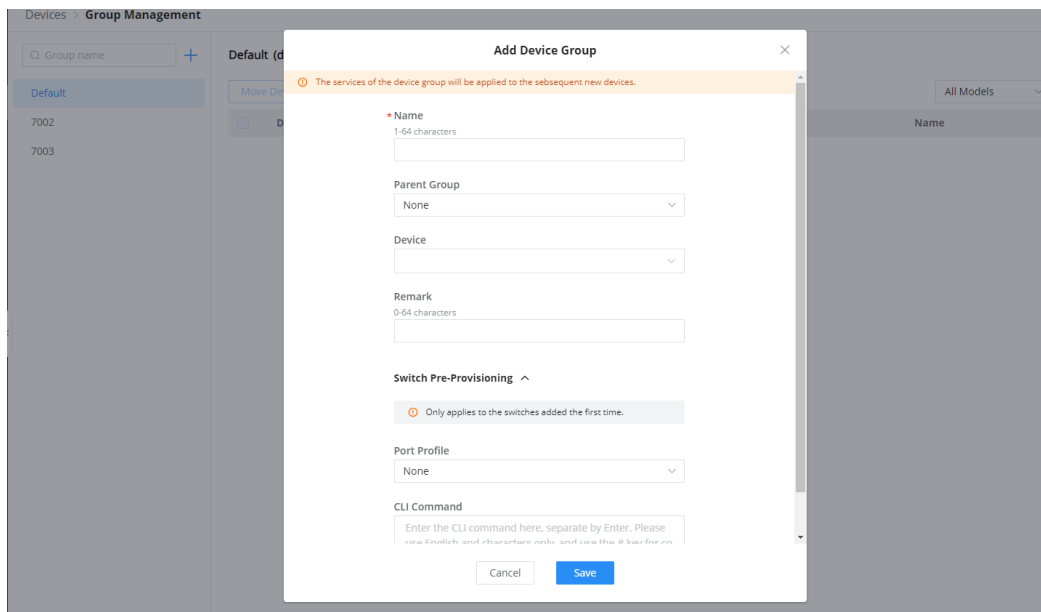 Devices > Group Management
Group name
Default
7002
7003
Default (d
Move De
All Models
D
Name
Add Device Group
The services of the device group will be applied to the sebsequent new devices.
* Name
1-64 characters
Parent Group
None
Device
Remark
0-64 characters
Switch Pre-Provisioning
Only applies to the switches added the first time.
Port Profile
None
CLI Command
Enter the CLI command here, separate by Enter. Please
use English and characters only, and use the # key for co
Cancel
Save